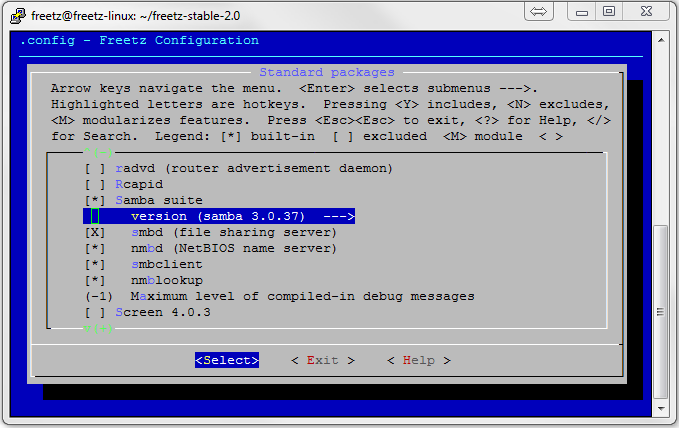 freetz@freetz-linux: ~/freetz-stable-2.0
.config - Freetz Configuration
Standard packages
Arrow keys navigate the menu.  <Enter> selects submenus --->.
Highlighted letters are hotkeys.  Pressing <Y> includes, <N> excludes,
<M> modularizes features.  Press <Esc><Esc> to exit, <?> for Help, </>
for Search.  Legend: [*] built-in  [ ] excluded  <M> module  < >
^(+)
[ ] radvd (router advertisement daemon)
[ ] Rcapid
[*] Samba suite
version (samba 3.0.37)  --->
[X]   smbd (file sharing server)
[*]   nmbd (NetBIOS name server)
[*]   smbclient
[*]   nmblookup
(-1)  Maximum level of compiled-in debug messages
[ ] Screen 4.0.3
v(+)
<Select>    < Exit >    < Help >